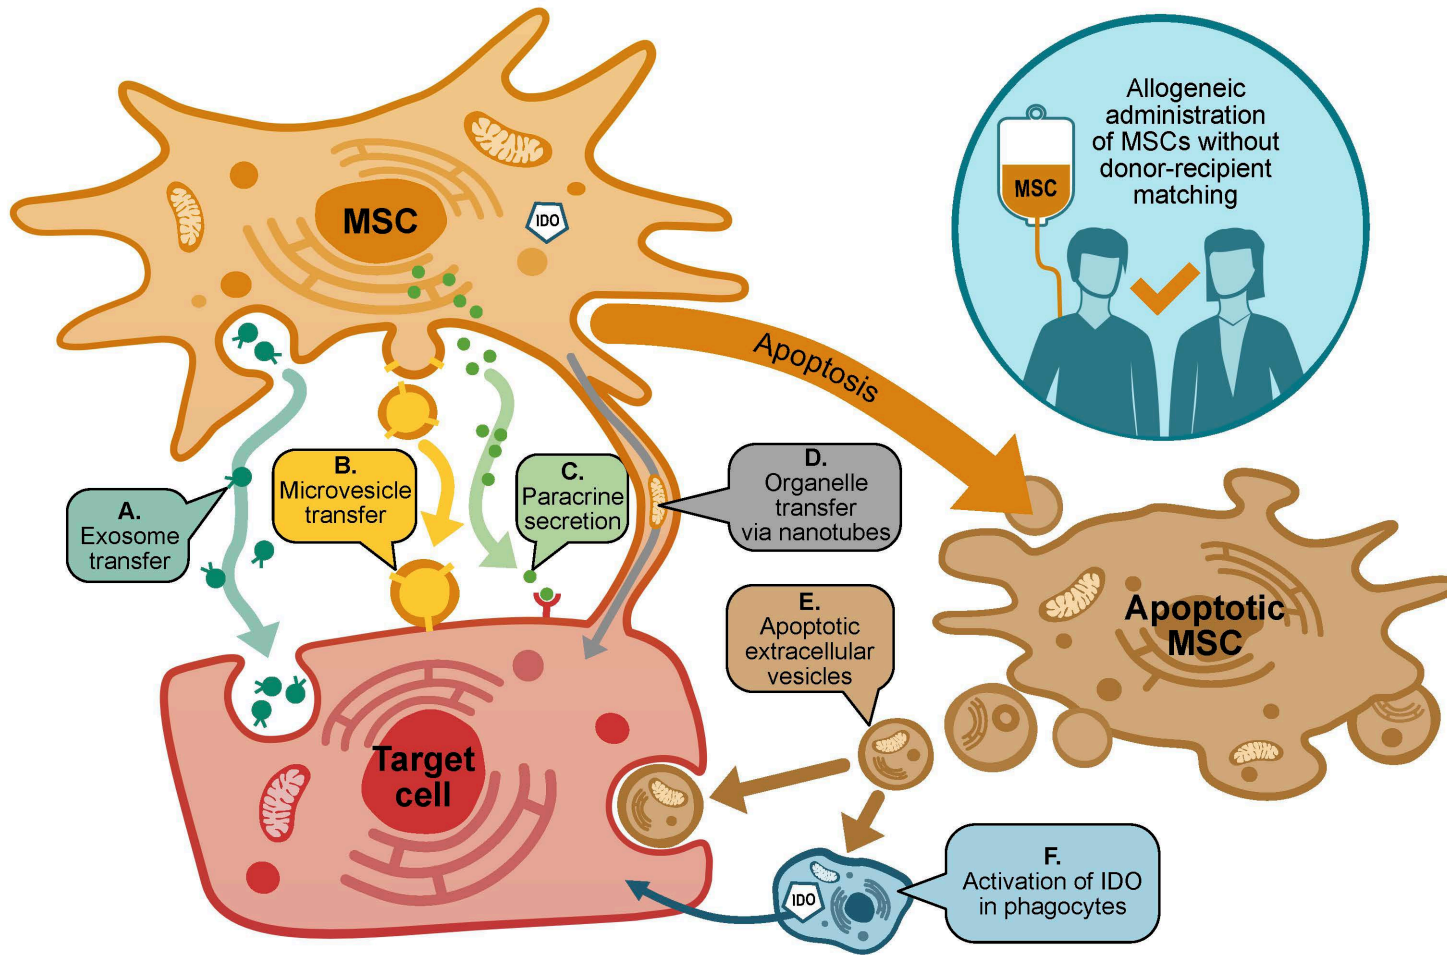 MSC
IDO
Allogeneic
administration
of MSCs without
donor-recipient
matching
MSC
Apoptosis
A.
Exosome
transfer
B.
Microvesicle
transfer
C.
Paracrine
secretion
D.
Organelle
transfer
via nanotubes
E.
Apoptotic
extracellular
vesicles
Apoptotic
MSC
Target
cell
IDO
F.
Activation of IDO
in phagocytes